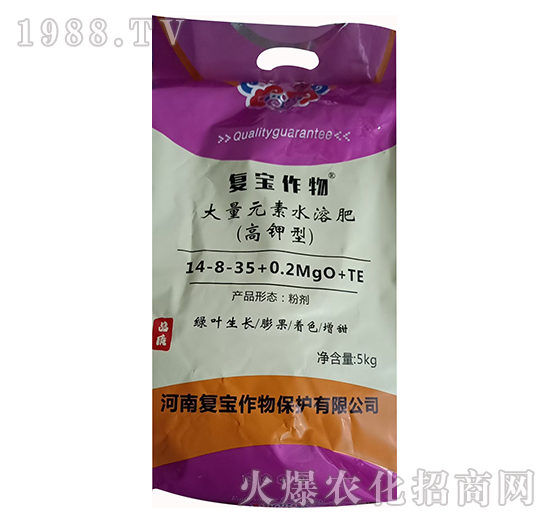 1988.TV
>>Qualityguarantee<<
复宝作物®
大量元素水溶肥
(高钾型)
14-8-35+0.2MgO+TE
产品形态：粉剂
绿叶生长/膨果/着色/增甜
净含量:5kg
河南复宝作物保护有限公司
火爆农化招商网